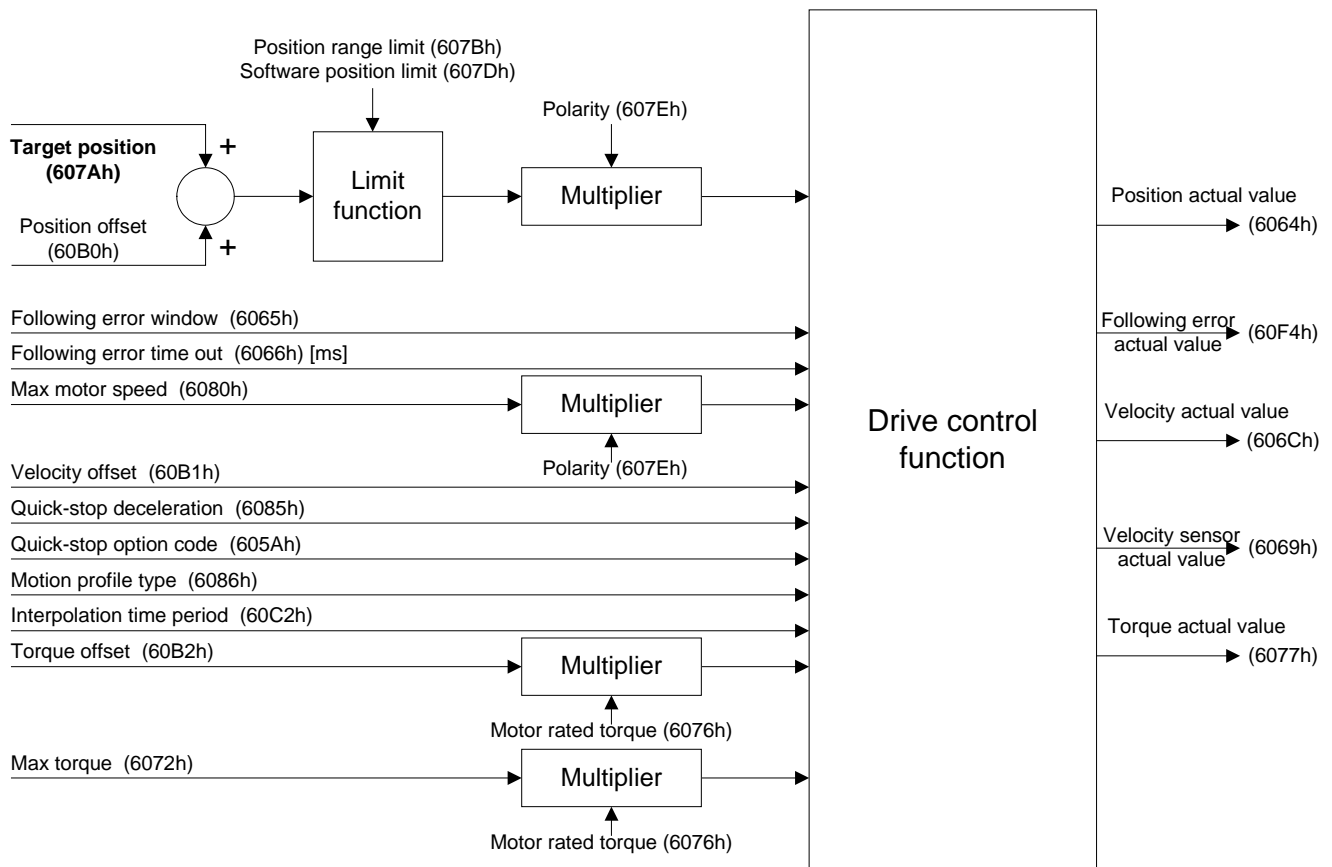 Position range limit (607Bh)
Software position limit (607Dh)
Polarity (607Eh)
Target position
(607Ah)
+
Limit
function
Multiplier
Position offset
(60B0h)
+
Following error window (6065h)
Following error time out (6066h) [ms]
Max motor speed (6080h)
Multiplier
Polarity (607Eh)
Velocity offset (60B1h)
Quick-stop deceleration (6085h)
Quick-stop option code (605Ah)
Motion profile type (6086h)
Interpolation time period (60C2h)
Torque offset (60B2h)
Multiplier
Motor rated torque (6076h)
Max torque (6072h)
Multiplier
Motor rated torque (6076h)
Drive control
function
Position actual value
(6064h)
Following error
actual value
(60F4h)
Velocity actual value
(606Ch)
Velocity sensor
actual value
(6069h)
Torque actual value
(6077h)